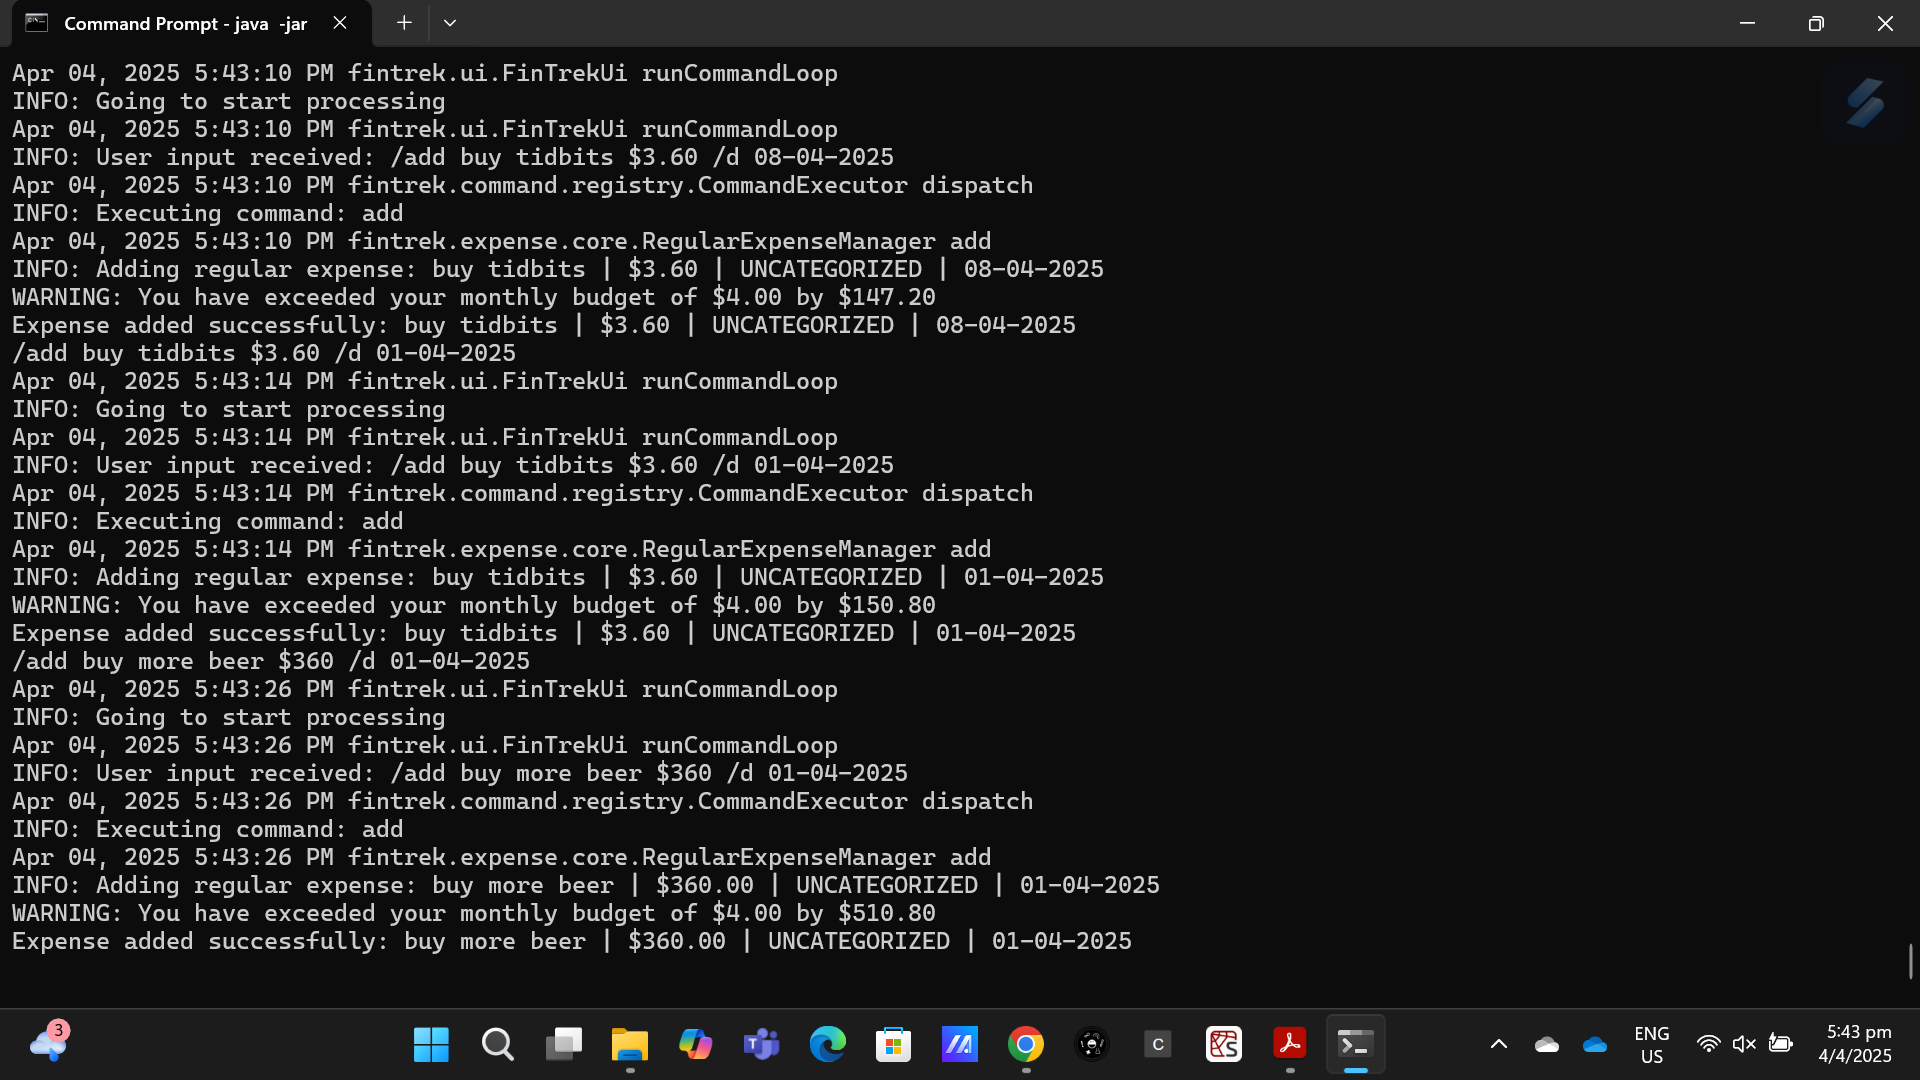 Command Prompt - java -jar
Apr 04, 2025 5:43:10 PM fintrek.ui.FinTrekUi runCommandLoop
INFO: Going to start processing
Apr 04, 2025 5:43:10 PM fintrek.ui.FinTrekUi runCommandLoop
INFO: User input received: /add buy tidbits $3.60 /d 08-04-2025
Apr 04, 2025 5:43:10 PM fintrek.command.registry.CommandExecutor dispatch
INFO: Executing command: add
Apr 04, 2025 5:43:10 PM fintrek.expense.core.RegularExpenseManager add
INFO: Adding regular expense: buy tidbits | $3.60 | UNCATEGORIZED | 08-04-2025
WARNING: You have exceeded your monthly budget of $4.00 by $147.20
Expense added successfully: buy tidbits | $3.60 | UNCATEGORIZED | 08-04-2025
/add buy tidbits $3.60 /d 01-04-2025
Apr 04, 2025 5:43:14 PM fintrek.ui.FinTrekUi runCommandLoop
INFO: Going to start processing
Apr 04, 2025 5:43:14 PM fintrek.ui.FinTrekUi runCommandLoop
INFO: User input received: /add buy tidbits $3.60 /d 01-04-2025
Apr 04, 2025 5:43:14 PM fintrek.command.registry.CommandExecutor dispatch
INFO: Executing command: add
Apr 04, 2025 5:43:14 PM fintrek.expense.core.RegularExpenseManager add
INFO: Adding regular expense: buy tidbits | $3.60 | UNCATEGORIZED | 01-04-2025
WARNING: You have exceeded your monthly budget of $4.00 by $150.80
Expense added successfully: buy tidbits | $3.60 | UNCATEGORIZED | 01-04-2025
/add buy more beer $360 /d 01-04-2025
Apr 04, 2025 5:43:26 PM fintrek.ui.FinTrekUi runCommandLoop
INFO: Going to start processing
Apr 04, 2025 5:43:26 PM fintrek.ui.FinTrekUi runCommandLoop
INFO: User input received: /add buy more beer $360 /d 01-04-2025
Apr 04, 2025 5:43:26 PM fintrek.command.registry.CommandExecutor dispatch
INFO: Executing command: add
Apr 04, 2025 5:43:26 PM fintrek.expense.core.RegularExpenseManager add
INFO: Adding regular expense: buy more beer | $360.00 | UNCATEGORIZED | 01-04-2025
WARNING: You have exceeded your monthly budget of $4.00 by $510.80
Expense added successfully: buy more beer | $360.00 | UNCATEGORIZED | 01-04-2025
3
T
C
ENG
US
5:43 pm
4/4/2025